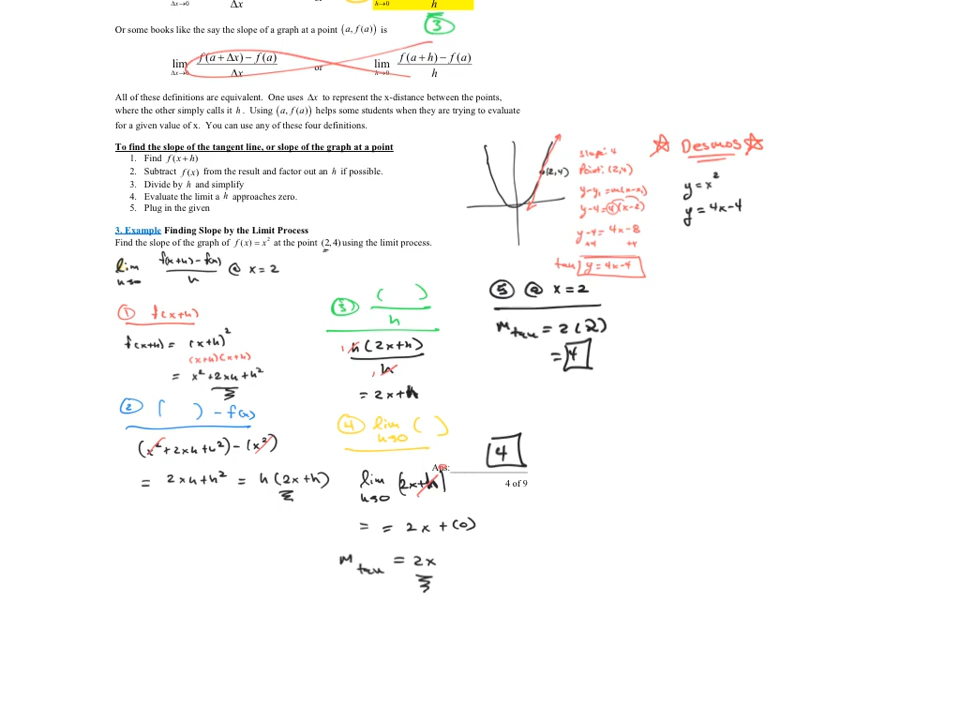 Δx→0 Δx h→0 h
Or some books like the say the slope of a graph at a point (a, f(a)) is
③
lim f(a + Δx) − f(a) / Δx or lim h→0 f(a + h) − f(a) / h
Δx→0
All of these definitions are equivalent. One uses Δx to represent the x-distance between the points,
where the other simply calls it h. Using (a, f(a)) helps some students when they are trying to evaluate
for a given value of x. You can use any of these four definitions.
To find the slope of the tangent line, or slope of the graph at a point
1. Find f(x+h)
2. Subtract f(x) from the result and factor out an h if possible.
3. Divide by h and simplify
4. Evaluate the limit a h approaches zero.
5. Plug in the given
(2,4)
slope: 4
Point: (2,4)
y-y₁ = m(x-x₁)
y-4=4(x-2)
y-4= 4x-8
+4 +4
tan| y = 4x-4
☆ Desmos ☆
y = x²
y = 4x-4
3. Example Finding Slope by the Limit Process
Find the slope of the graph of f(x) = x² at the point (2,4) using the limit process.
lim h→0 f(x+h) - f(x) / h @ x = 2
① f(x+h)
f(x+h) = (x+h)²
(x+h)(x+h)
= x² + 2xh + h²
② ( ) - f(x)
(x² + 2xh + h²) - (x²)
= 2xh + h² = h (2x+h)
③ ( ) / h
h (2x+h) / h
= 2x+h
④ lim h→0 ( )
lim h→0 (2x+h)
= = 2x + (0)
m tan = 2x
⑤ @ x = 2
m tan = 2(2)
= 4
4
Ans:
4 of 9